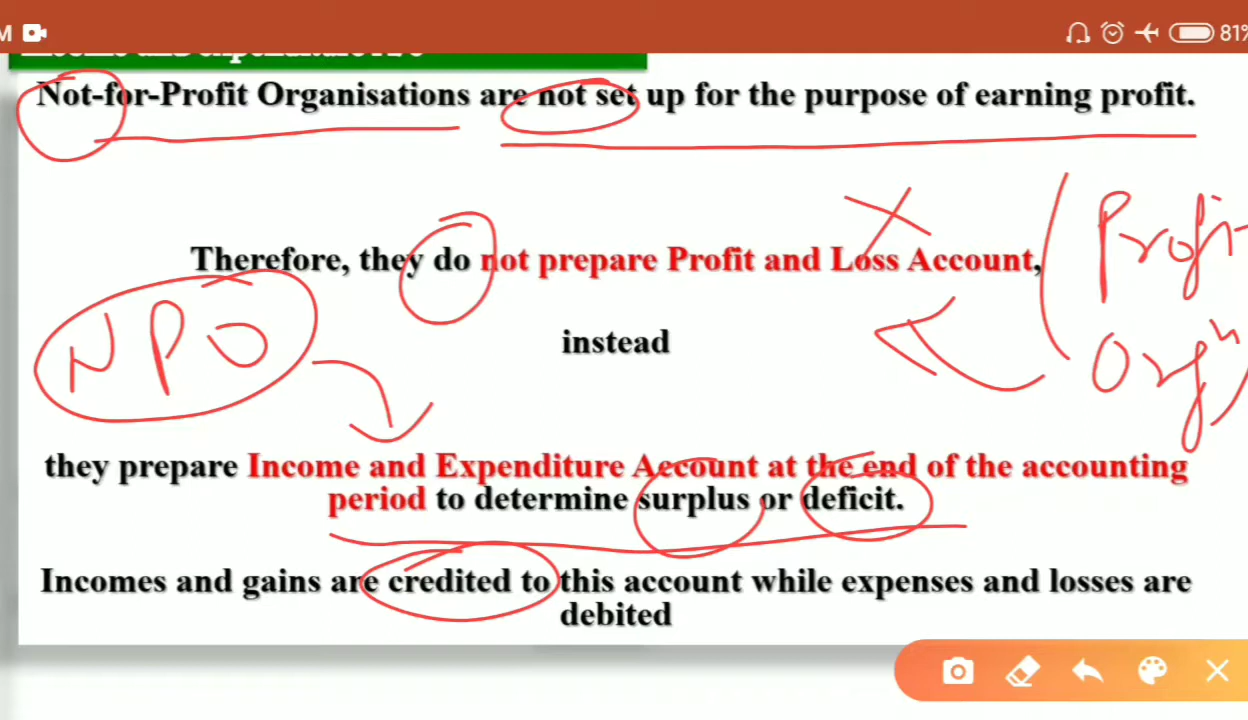 81%
Not-for-Profit Organisations are not set up for the purpose of earning profit.
Therefore, they do not prepare Profit and Loss Account,
Profit
Orgn
NPO
instead
they prepare Income and Expenditure Account at the end of the accounting
period to determine surplus or deficit.
Incomes and gains are credited to this account while expenses and losses are
debited